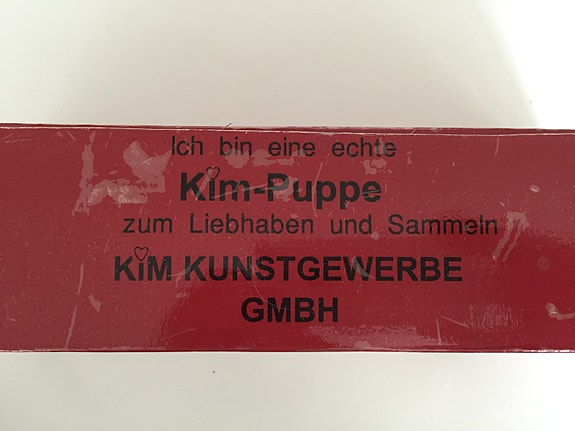 Ich bin eine echte
Kim-Puppe
zum Liebhaben und Sammeln
KiM KUNSTGEWERBE
GMBH